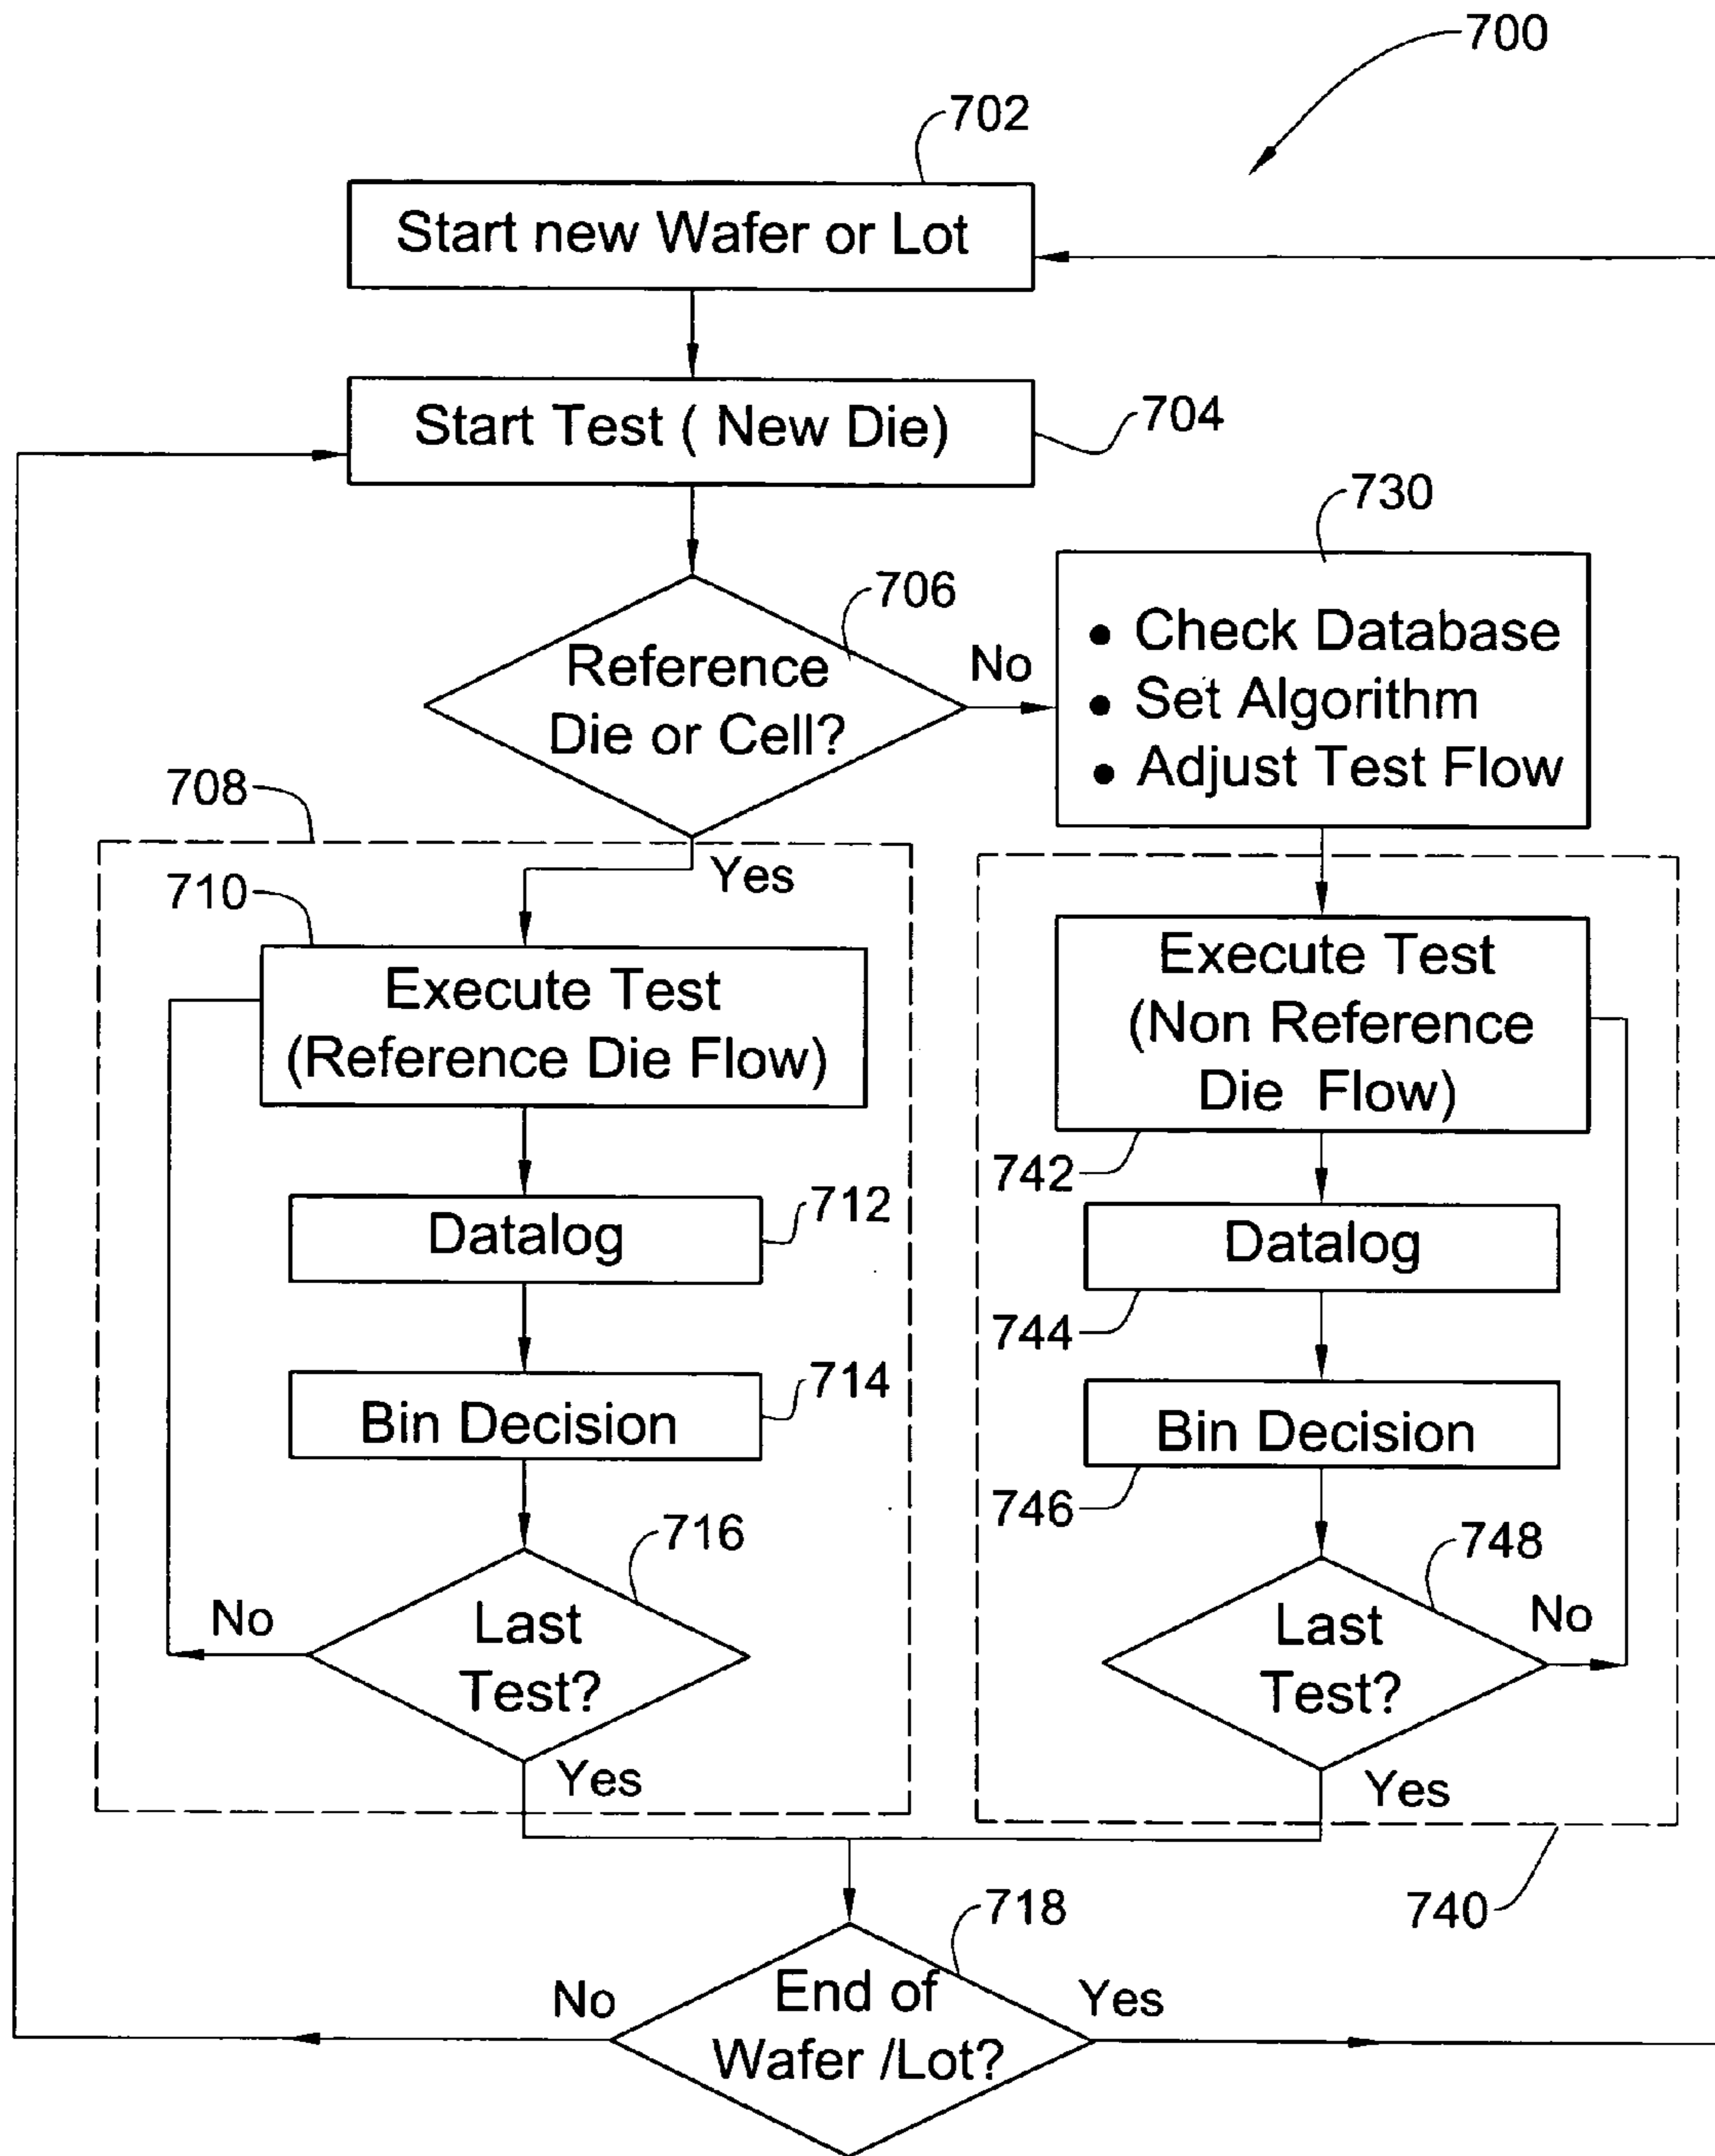 700
702
Start new Wafer or Lot
Start Test ( New Die)
704
730
706
Reference
Die or Cell?
No
• Check Database
• Set Algorithm
• Adjust Test Flow
708
Yes
710
Execute Test
(Reference Die Flow)
Execute Test
(Non Reference
Die Flow)
742
712
Datalog
Datalog
744
714
Bin Decision
Bin Decision
746
716
748
No
Last
Test?
Last
Test?
No
Yes
Yes
740
718
No
End of
Wafer /Lot?
Yes